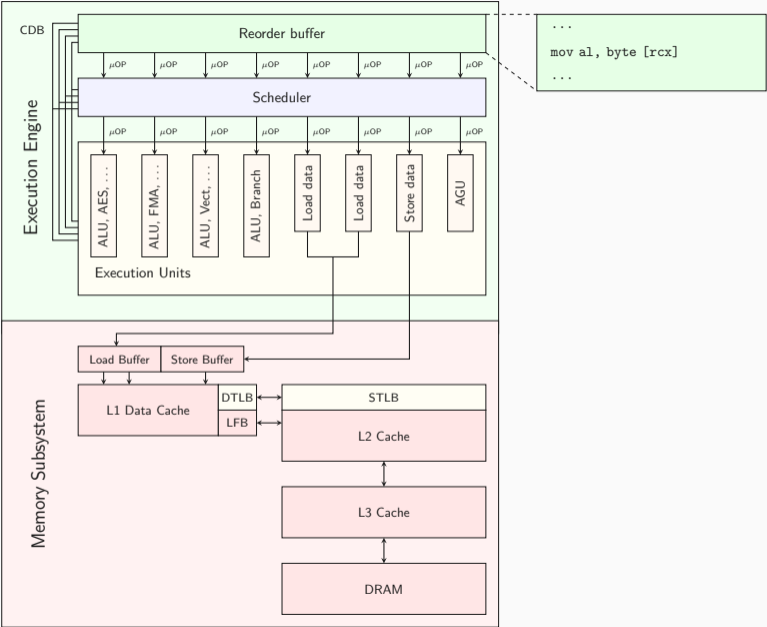 CDB
Reorder buffer
...
mov al, byte [rcx]
...
μOP μOP μOP μOP μOP μOP μOP μOP
Scheduler
μOP μOP μOP μOP μOP μOP μOP μOP
Execution Engine
ALU, AES, ...
ALU, FMA, ...
ALU, Vect, ...
ALU, Branch
Load data
Load data
Store data
AGU
Execution Units
Memory Subsystem
Load Buffer
Store Buffer
L1 Data Cache
DTLB
LFB
STLB
L2 Cache
L3 Cache
DRAM